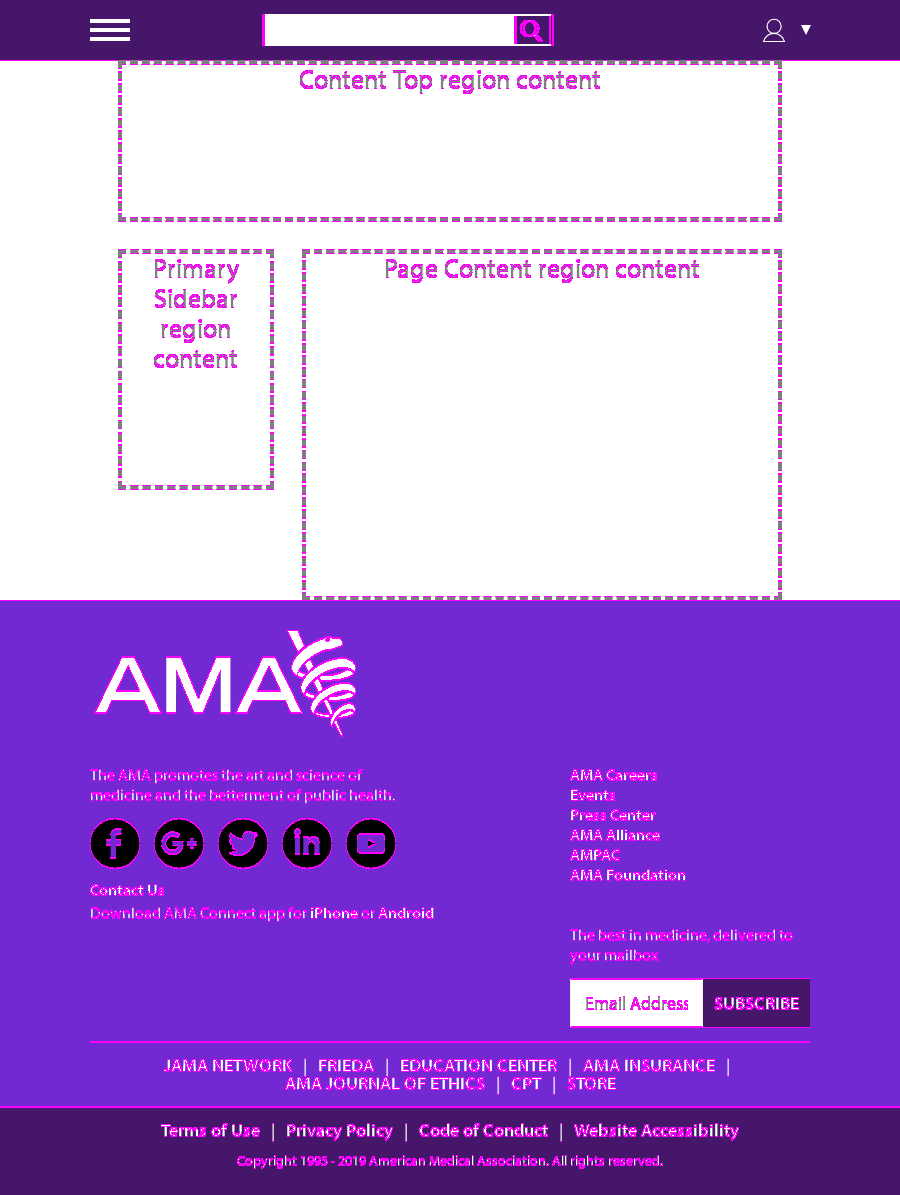 Content Top region content
Primary
Sidebar
region
content
Page Content region content
AMA
The AMA promotes the art and science of
medicine and the betterment of public health.
Contact Us
Download AMA Connect app for iPhone or Android
AMA Careers
Events
Press Center
AMA Alliance
AMPAC
AMA Foundation
The best in medicine, delivered to
your mailbox
Email Address SUBSCRIBE
JAMA NETWORK | FRIEDA | EDUCATION CENTER | AMA INSURANCE |
AMA JOURNAL OF ETHICS | CPT | STORE
Terms of Use | Privacy Policy | Code of Conduct | Website Accessibility
Copyright 1995 - 2019 American Medical Association. All rights reserved.